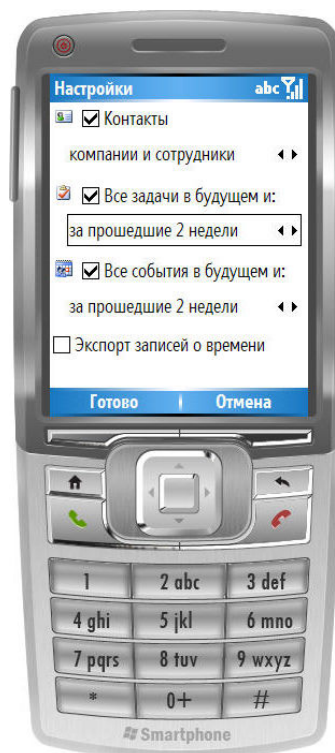 Настройки abc
Контакты
компании и сотрудники
Все задачи в будущем и:
за прошедшие 2 недели
Все события в будущем и:
за прошедшие 2 недели
Экспорт записей о времени
Готово Отмена
1 2 abc 3 def
4 ghi 5 jkl 6 mno
7 pqrs 8 tuv 9 wxyz
* 0+ #
Smartphone